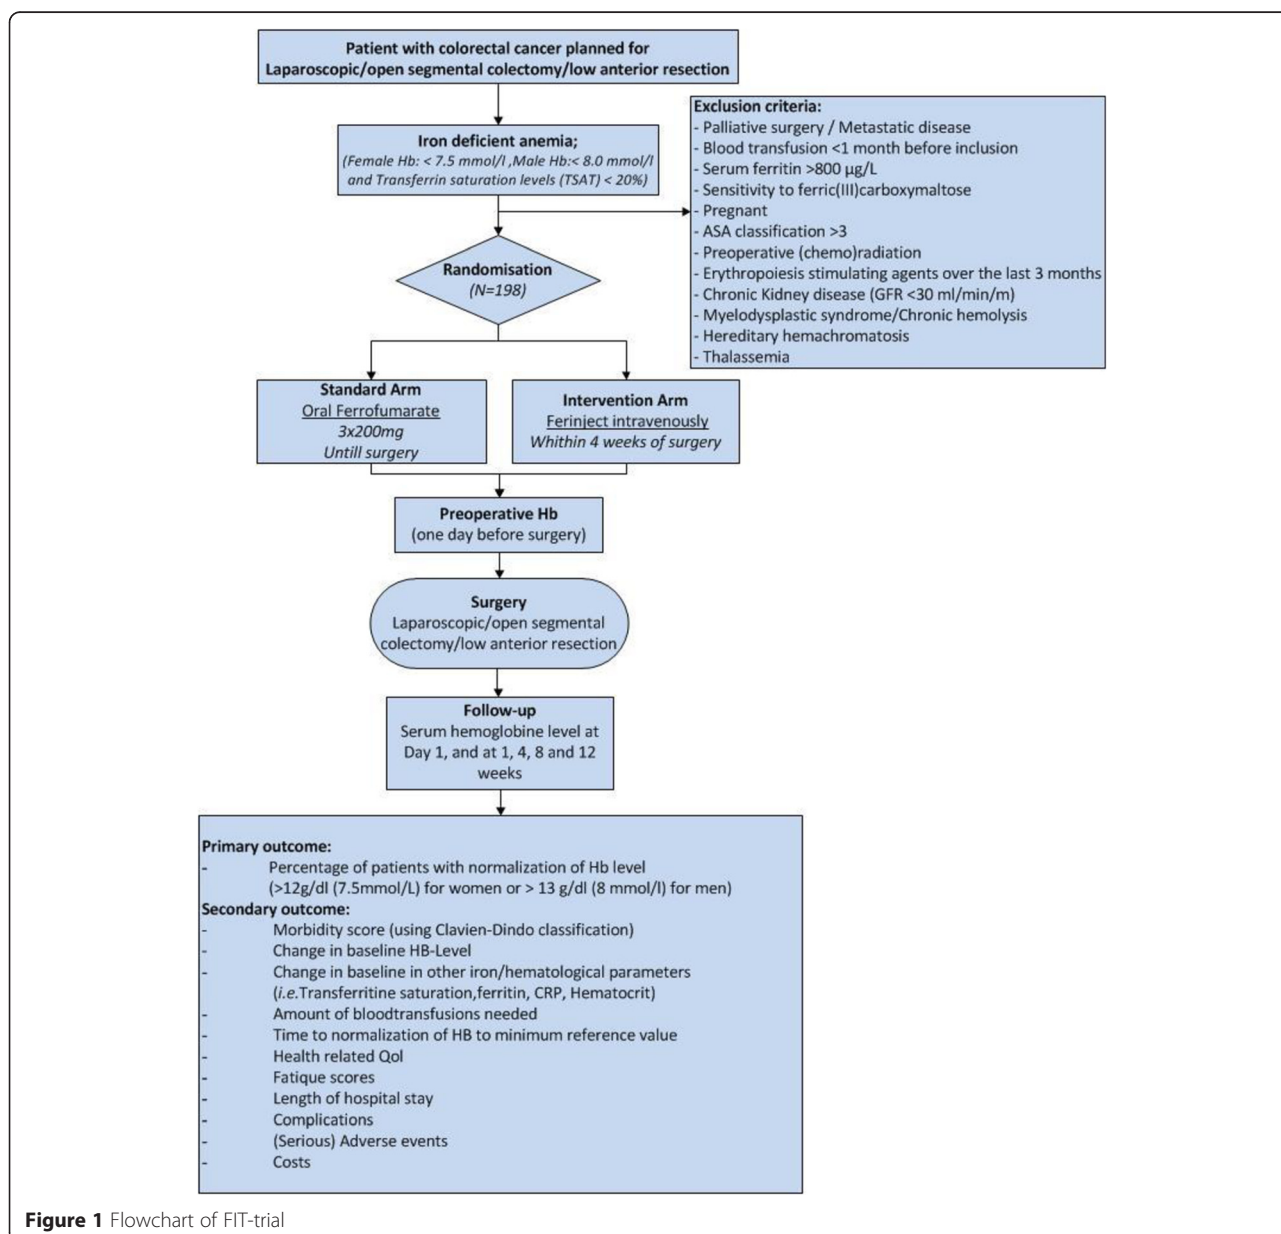 Patient with colorectal cancer planned for
Laparoscopic/open segmental colectomy/low anterior resection
Iron deficient anemia;
(Female Hb: < 7.5 mmol/l ,Male Hb:< 8.0 mmol/l
and Transferrin saturation levels (TSAT) < 20%)
Exclusion criteria:
- Palliative surgery / Metastatic disease
- Blood transfusion <1 month before inclusion
- Serum ferritin >800 µg/L
- Sensitivity to ferric(III)carboxymaltose
- Pregnant
- ASA classification >3
- Preoperative (chemo)radiation
- Erythropoiesis stimulating agents over the last 3 months
- Chronic Kidney disease (GFR <30 ml/min/m)
- Myelodysplastic syndrome/Chronic hemolysis
- Hereditary hemachromatosis
- Thalassemia
Randomisation
(N=198)
Standard Arm
Oral Ferrofumarate
3x200mg
Untill surgery
Intervention Arm
Ferinject intravenously
Whithin 4 weeks of surgery
Preoperative Hb
(one day before surgery)
Surgery
Laparoscopic/open segmental
colectomy/low anterior resection
Follow-up
Serum hemoglobine level at
Day 1, and at 1, 4, 8 and 12
weeks
Primary outcome:
- Percentage of patients with normalization of Hb level
(>12g/dl (7.5mmol/L) for women or > 13 g/dl (8 mmol/l) for men)
Secondary outcome:
- Morbidity score (using Clavien-Dindo classification)
- Change in baseline HB-Level
- Change in baseline in other iron/hematological parameters
(i.e.Transferritine saturation,ferritin, CRP, Hematocrit)
- Amount of bloodtransfusions needed
- Time to normalization of HB to minimum reference value
- Health related Qol
- Fatique scores
- Length of hospital stay
- Complications
- (Serious) Adverse events
- Costs
Figure 1 Flowchart of FIT-trial